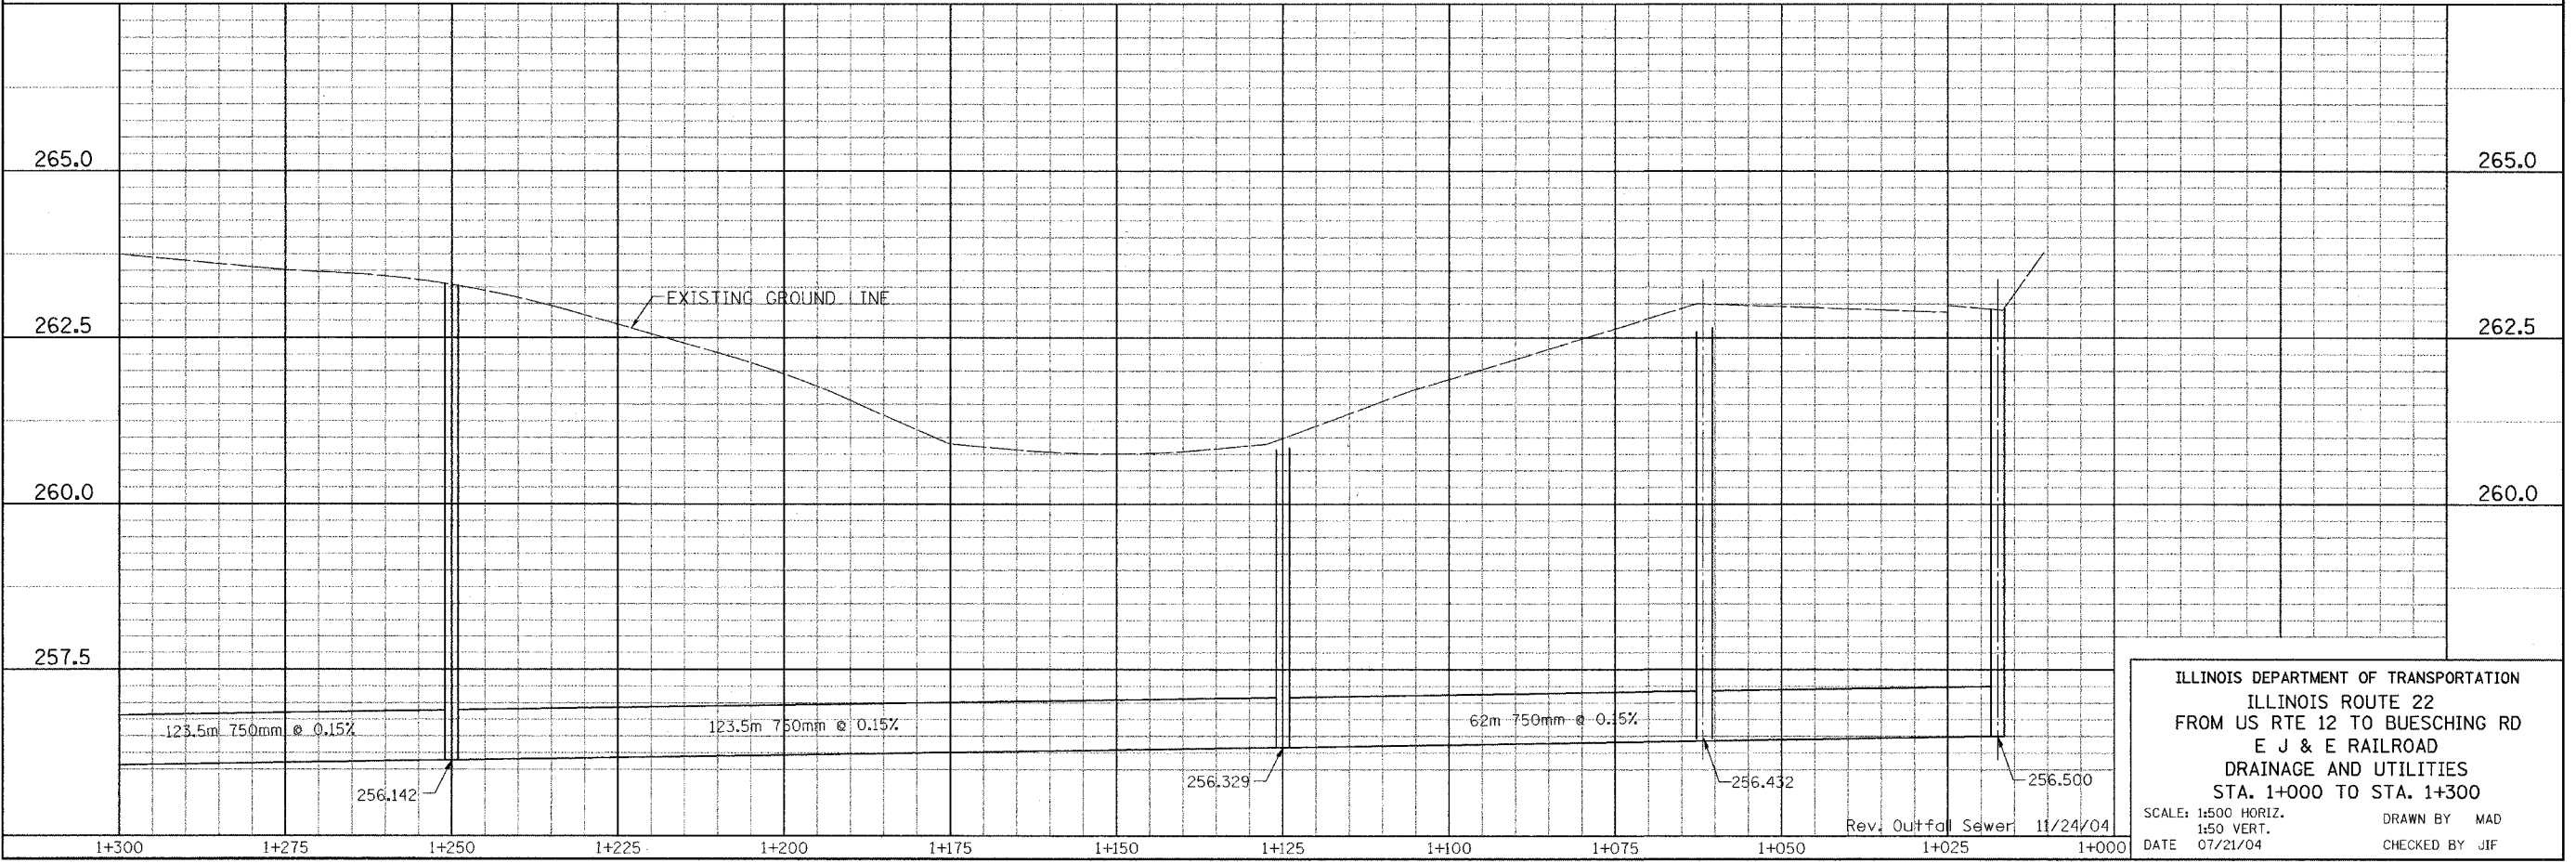 265.0
265.0
EXISTING GROUND LINE
262.5
262.5
260.0
260.0
257.5
123.5m 750mm @ 0.15%
123.5m 750mm @ 0.15%
62m 750mm @ 0.15%
256.142
256.329
256.432
256.500
Rev. Outfall Sewer 11/24/04
1+300
1+275
1+250
1+225
1+200
1+175
1+150
1+125
1+100
1+075
1+050
1+025
1+000
ILLINOIS DEPARTMENT OF TRANSPORTATION
ILLINOIS ROUTE 22
FROM US RTE 12 TO BUESCHING RD
E J & E RAILROAD
DRAINAGE AND UTILITIES
STA. 1+000 TO STA. 1+300
SCALE: 1:500 HORIZ.
1:50 VERT.
DRAWN BY MAD
DATE 07/21/04
CHECKED BY JIF